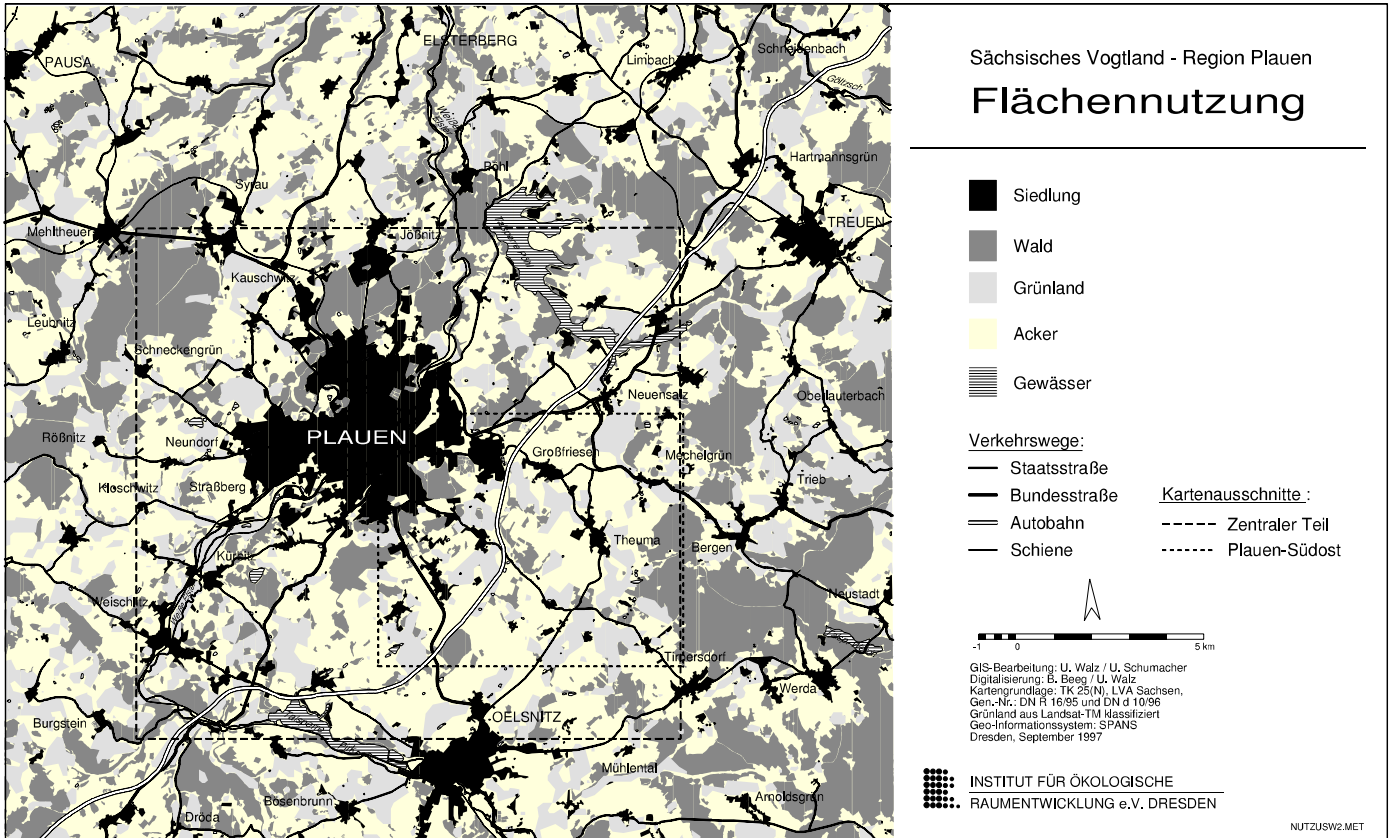 ELSTERBERG
Schneidenbach
PAUSA
Limbach
Göltzsch
Weiße
Hartmannsgrün
Pöhl
Syrau
TREUEN
Mehltheuer
Jößnitz
Kauschwitz
Leubnitz
Schneckengrün
Neuensalz
Oberlauterbach
PLAUEN
Rößnitz
Neundorf
Großfriesen
Mechelgrün
Kloschwitz
Straßberg
Trieb
Theuma
Bergen
Kürbitz
Weischlitz
Neustadt
Tirpersdorf
Werda
OELSNITZ
Burgstein
Mühlental
Bösenbrunn
Arnoldsgrün
Dröda
Sächsisches Vogtland - Region Plauen
Flächennutzung
Siedlung
Wald
Grünland
Acker
Gewässer
Verkehrswege:
Staatsstraße
Bundesstraße
Autobahn
Schiene
Kartenausschnitte :
Zentraler Teil
Plauen-Südost
-1 0 5 km
GIS-Bearbeitung: U. Walz / U. Schumacher
Digitalisierung: B. Beeg / U. Walz
Kartengrundlage: TK 25(N), LVA Sachsen,
Gen.-Nr.: DN R 16/95 und DN d 10/96
Grünland aus Landsat-TM klassifiziert
Geo-Informationssystem: SPANS
Dresden, September 1997
INSTITUT FÜR ÖKOLOGISCHE
RAUMENTWICKLUNG e.V. DRESDEN
NUTZUSW2.MET